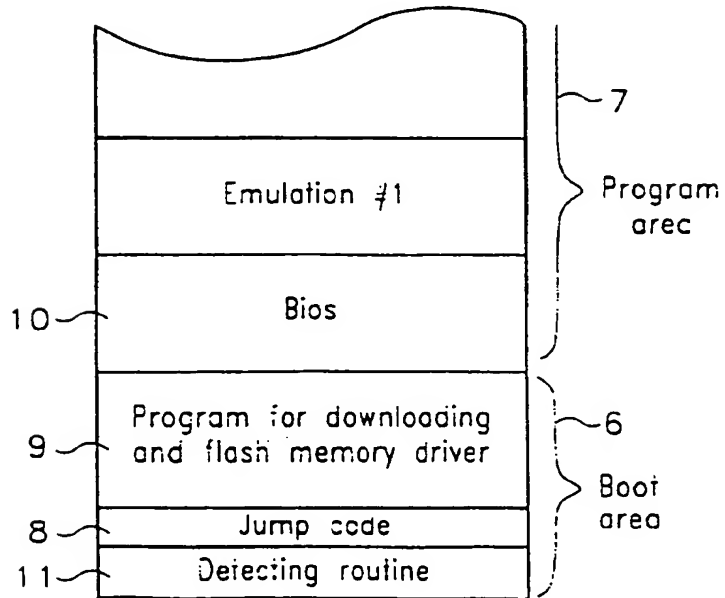 7
Emulation #1
Program
area
10
Bios
Program for downloading
and flash memory driver
9
6
Boot
area
8
Jump code
11
Detecting routine